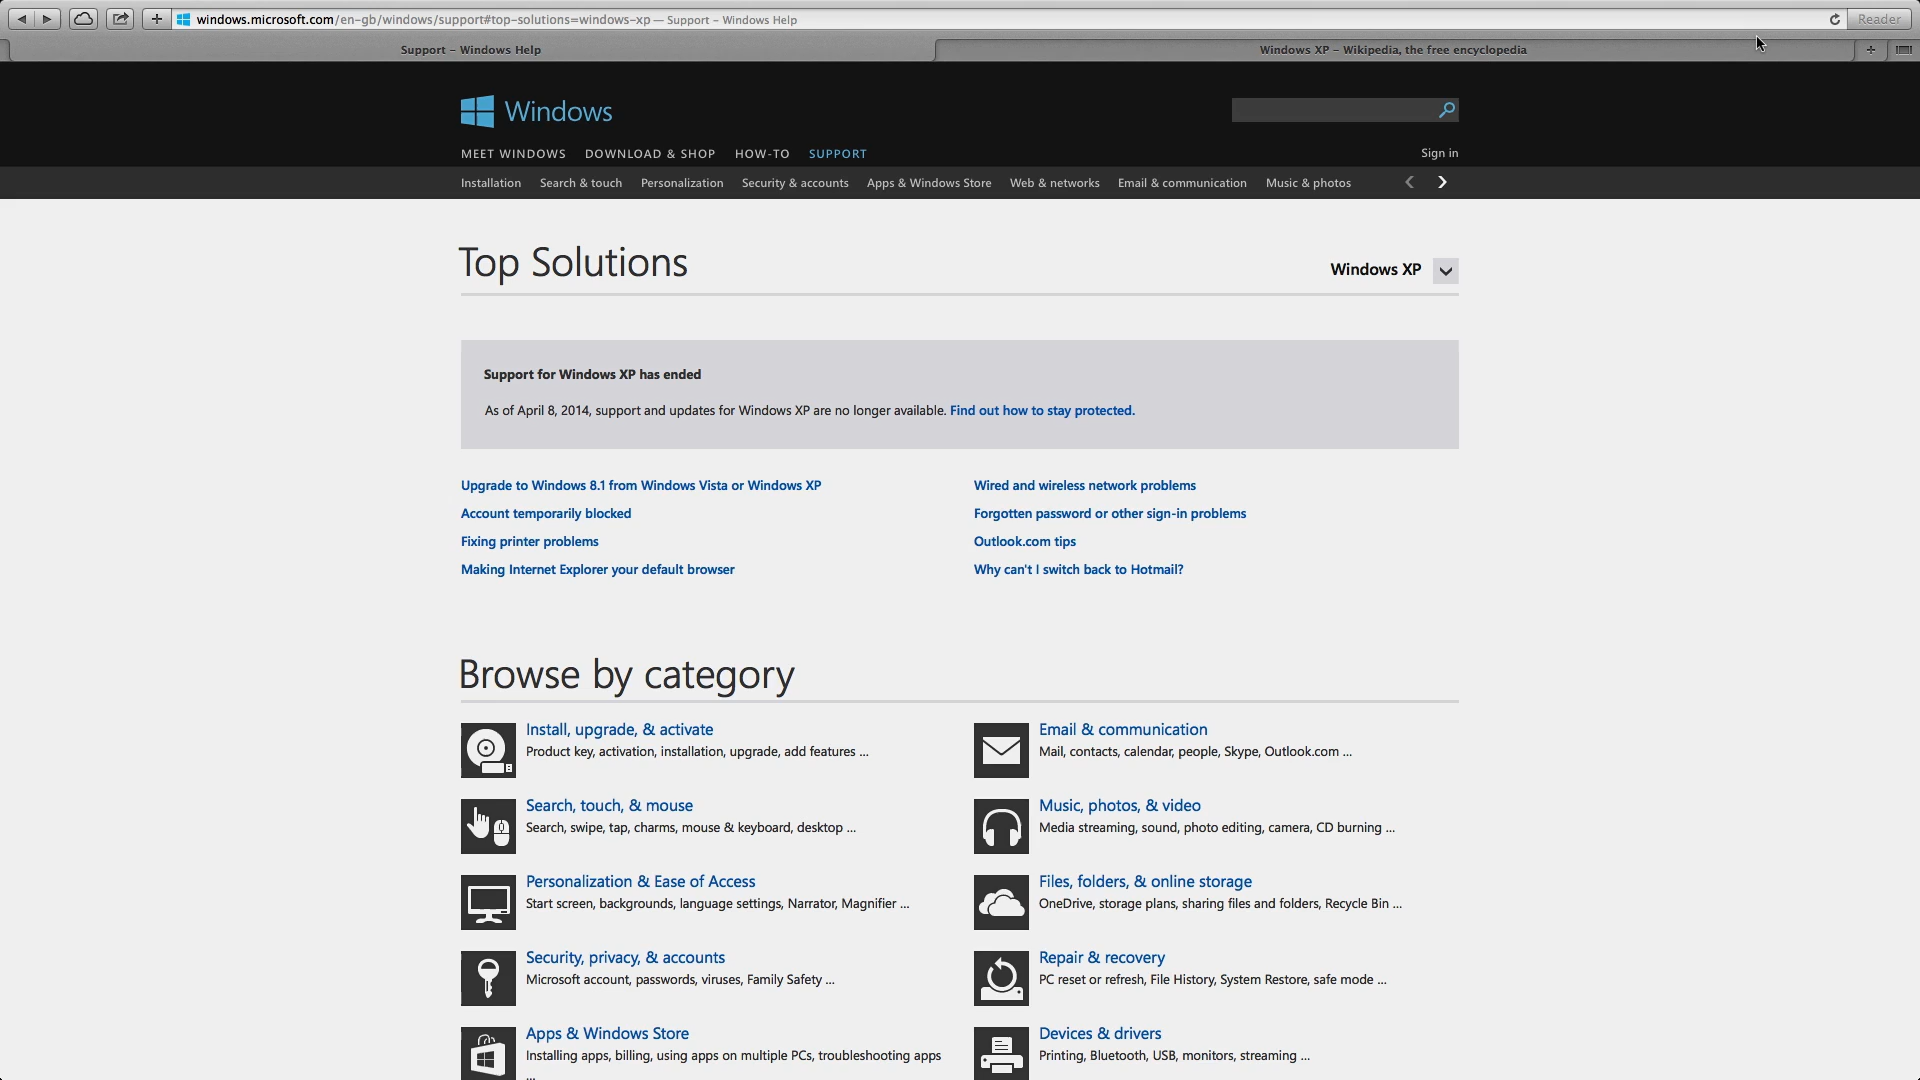 windows.microsoft.com/en-gb/windows/support#top-solutions=windows-xp — Support – Windows Help
Reader
Support – Windows Help
Windows XP – Wikipedia, the free encyclopedia
Windows
MEET WINDOWS
DOWNLOAD & SHOP
HOW-TO
SUPPORT
Sign in
Installation
Search & touch
Personalization
Security & accounts
Apps & Windows Store
Web & networks
Email & communication
Music & photos
Top Solutions
Windows XP
Support for Windows XP has ended
As of April 8, 2014, support and updates for Windows XP are no longer available. Find out how to stay protected.
Upgrade to Windows 8.1 from Windows Vista or Windows XP
Account temporarily blocked
Fixing printer problems
Making Internet Explorer your default browser
Wired and wireless network problems
Forgotten password or other sign-in problems
Outlook.com tips
Why can't I switch back to Hotmail?
Browse by category
Install, upgrade, & activate
Product key, activation, installation, upgrade, add features ...
Email & communication
Mail, contacts, calendar, people, Skype, Outlook.com ...
Search, touch, & mouse
Search, swipe, tap, charms, mouse & keyboard, desktop ...
Music, photos, & video
Media streaming, sound, photo editing, camera, CD burning ...
Personalization & Ease of Access
Start screen, backgrounds, language settings, Narrator, Magnifier ...
Files, folders, & online storage
OneDrive, storage plans, sharing files and folders, Recycle Bin ...
Security, privacy, & accounts
Microsoft account, passwords, viruses, Family Safety ...
Repair & recovery
PC reset or refresh, File History, System Restore, safe mode ...
Apps & Windows Store
Installing apps, billing, using apps on multiple PCs, troubleshooting apps
...
Devices & drivers
Printing, Bluetooth, USB, monitors, streaming ...